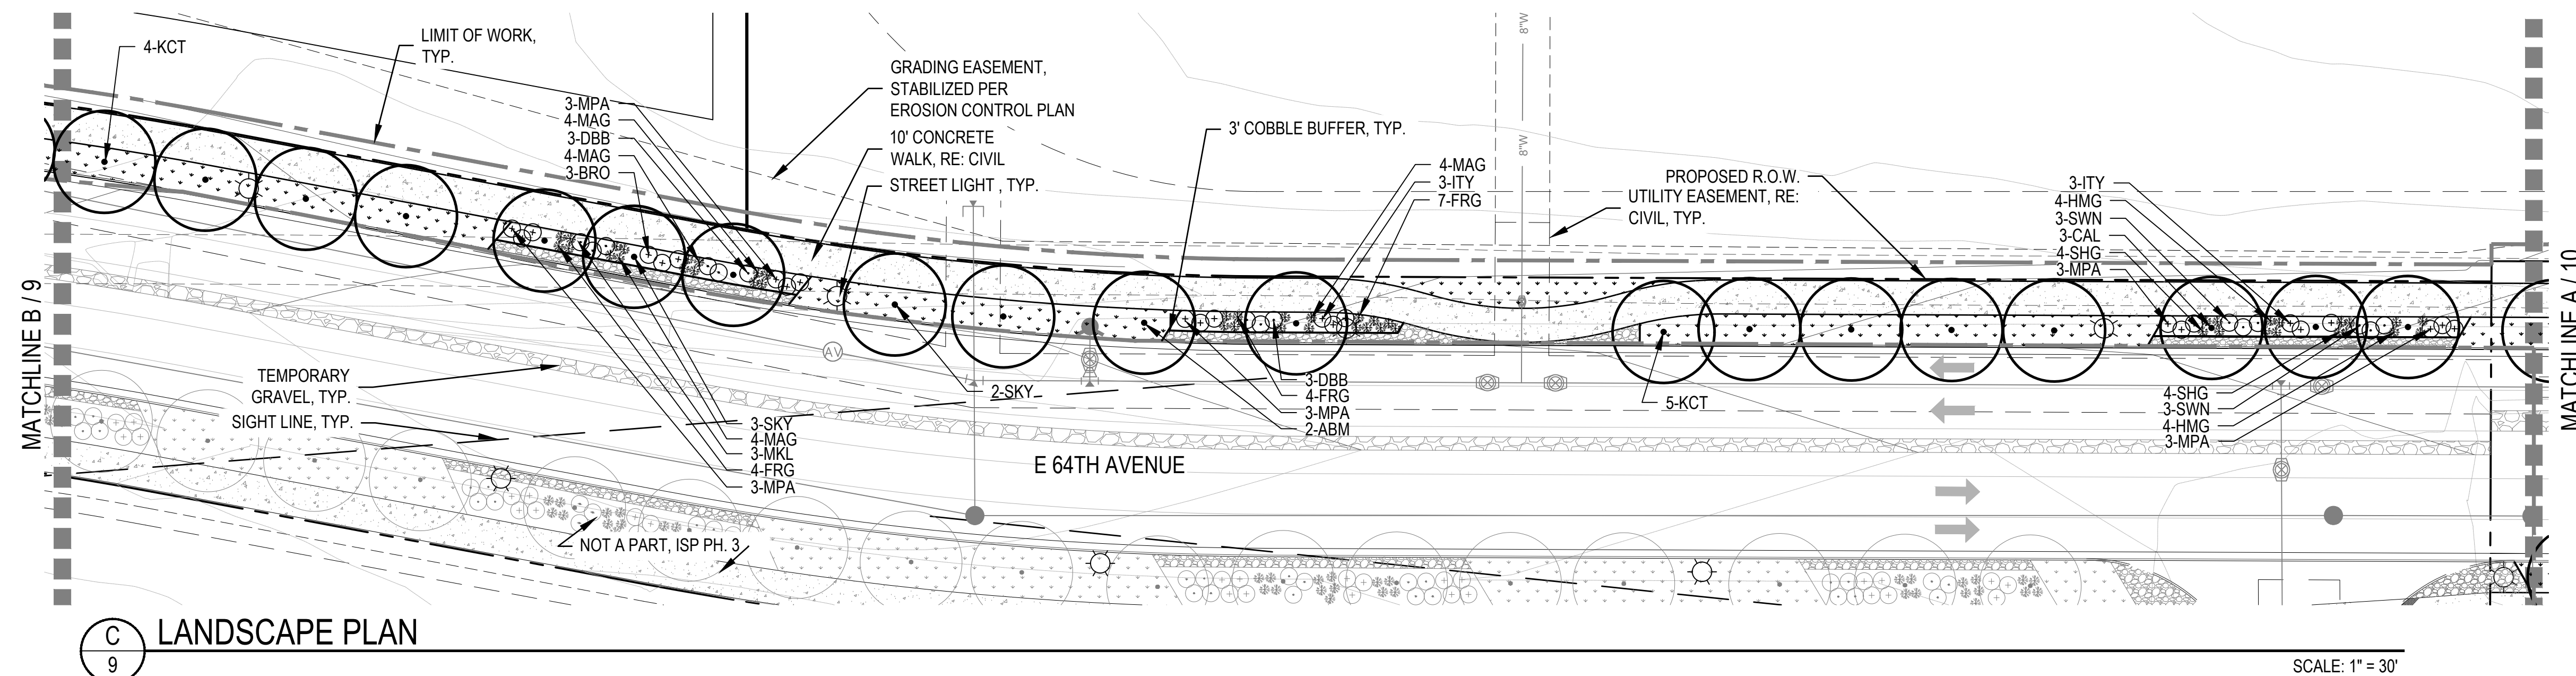 4-KCT
LIMIT OF WORK,
TYP.
3-MPA
4-MAG
3-DBB
4-MAG
3-BRO
GRADING EASEMENT,
STABILIZED PER
EROSION CONTROL PLAN
10' CONCRETE
WALK, RE: CIVIL
STREET LIGHT , TYP.
3' COBBLE BUFFER, TYP.
4-MAG
3-ITY
7-FRG
8"W
8"W
PROPOSED R.O.W.
UTILITY EASEMENT, RE:
CIVIL, TYP.
3-ITY
4-HMG
3-SWN
3-CAL
4-SHG
3-MPA
MATCHLINE B / 9
AV
TEMPORARY
GRAVEL, TYP.
SIGHT LINE, TYP.
3-SKY
4-MAG
3-MKL
4-FRG
3-MPA
2-SKY
3-DBB
4-FRG
3-MPA
2-ABM
5-KCT
4-SHG
3-SWN
4-HMG
3-MPA
MATCHLINE A / 10
E 64TH AVENUE
NOT A PART, ISP PH. 3
C
9
LANDSCAPE PLAN
SCALE: 1" = 30'